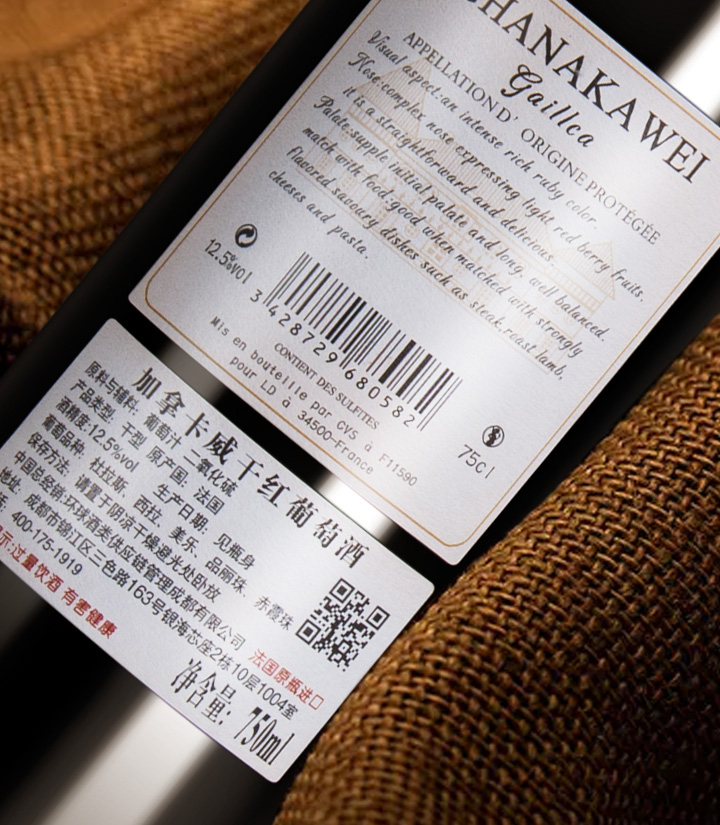 HANAKAWEI
Gaillca
APPELLATION D' ORIGINE PROTÉGÉE
Visual aspect:an intense rich ruby color.
Nose:complex nose expressing light red berry fruits.
it is a straightforward and delicious
Palate:supple initial palate and long, well balanced.
match with food:good when matched with strongly
flavored savoury dishes such as steak,roast lamb,
cheeses and pasta.
12.5%vol
3 428729 680582
75cl
CONTIENT DES SULFITES
Mis en bouteille par CVS à F11590
pour LD à 34500-France
加拿卡威干红葡萄酒
原料与辅料: 葡萄汁 二氧化硫
产品类型: 干型 原产国: 法国
酒精度:12.5%vol 生产日期: 见瓶身
葡萄品种: 杜拉斯、西拉、美乐、品丽珠、赤霞珠
保存方法: 请置于阴凉干燥避光处卧放
中国总经销:环球酒类供应链管理成都有限公司
地址: 成都市锦江区三色路163号银海芯座2栋10层1004室
400-175-1919
法国原瓶进口
示:过量饮酒 有害健康
净含量: 750ml